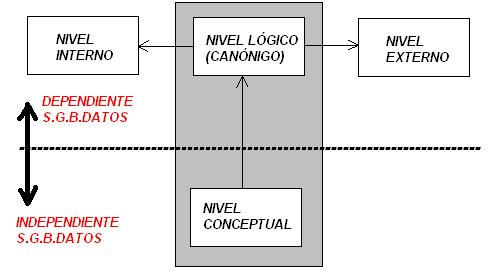 NIVEL
INTERNO
NIVEL LÓGICO
(CANÓNIGO)
NIVEL
EXTERNO
DEPENDIENTE
S.G.B.DATOS
INDEPENDIENTE
S.G.B.DATOS
NIVEL
CONCEPTUAL